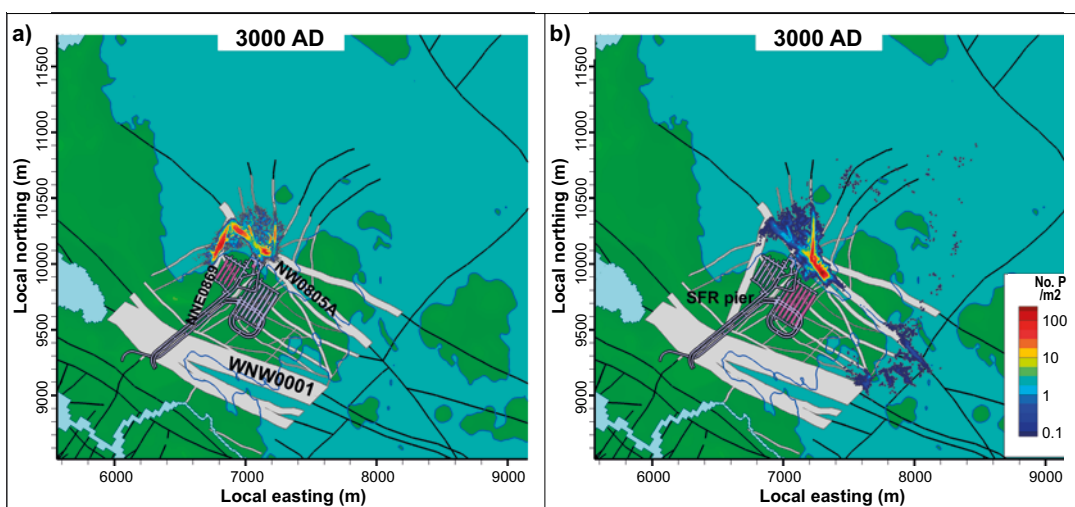 a)
3000 AD
Local northing (m)
11500
11000
10500
10000
9500
9000
NNE0869
NW0805A
WNW0001
6000
7000
8000
9000
Local easting (m)
b)
3000 AD
Local northing (m)
11500
11000
10500
10000
9500
9000
SFR pier
No. P
/m2
100
10
1
0.1
6000
7000
8000
9000
Local easting (m)